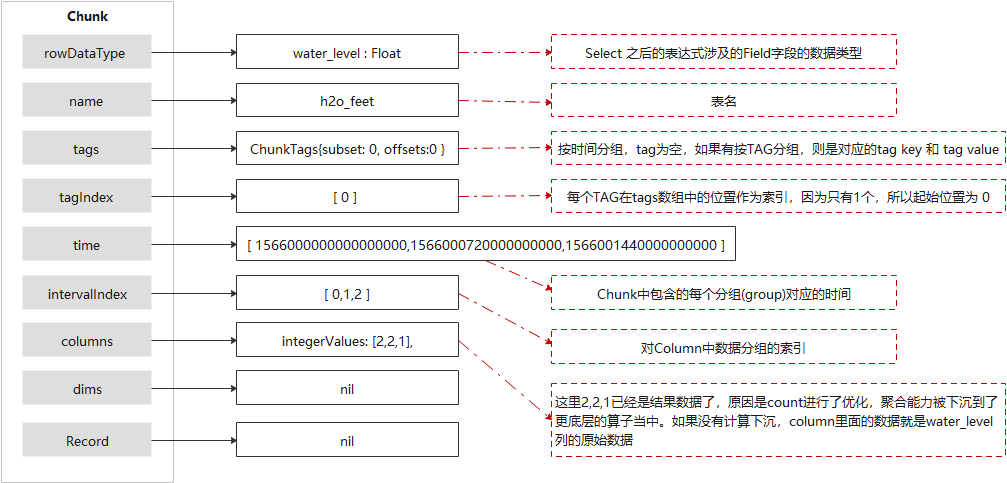 Chunk
rowDataType
water_level : Float
Select 之后的表达式涉及的Field字段的数据类型
name
h2o_feet
表名
tags
ChunkTags{subset: 0, offsets:0 }
按时间分组，tag为空，如果有按TAG分组，则是对应的tag key 和 tag value
tagIndex
[ 0 ]
每个TAG在tags数组中的位置作为索引，因为只有1个，所以起始位置为 0
time
[ 1566000000000000000,1566000720000000000,1566001440000000000 ]
intervalIndex
[ 0,1,2 ]
Chunk中包含的每个分组(group)对应的时间
columns
integerValues: [2,2,1],
对Column中数据分组的索引
dims
nil
这里2,2,1已经是结果数据了，原因是count进行了优化，聚合能力被下沉到了
更底层的算子当中。如果没有计算下沉，column里面的数据就是water_level
列的原始数据
Record
nil